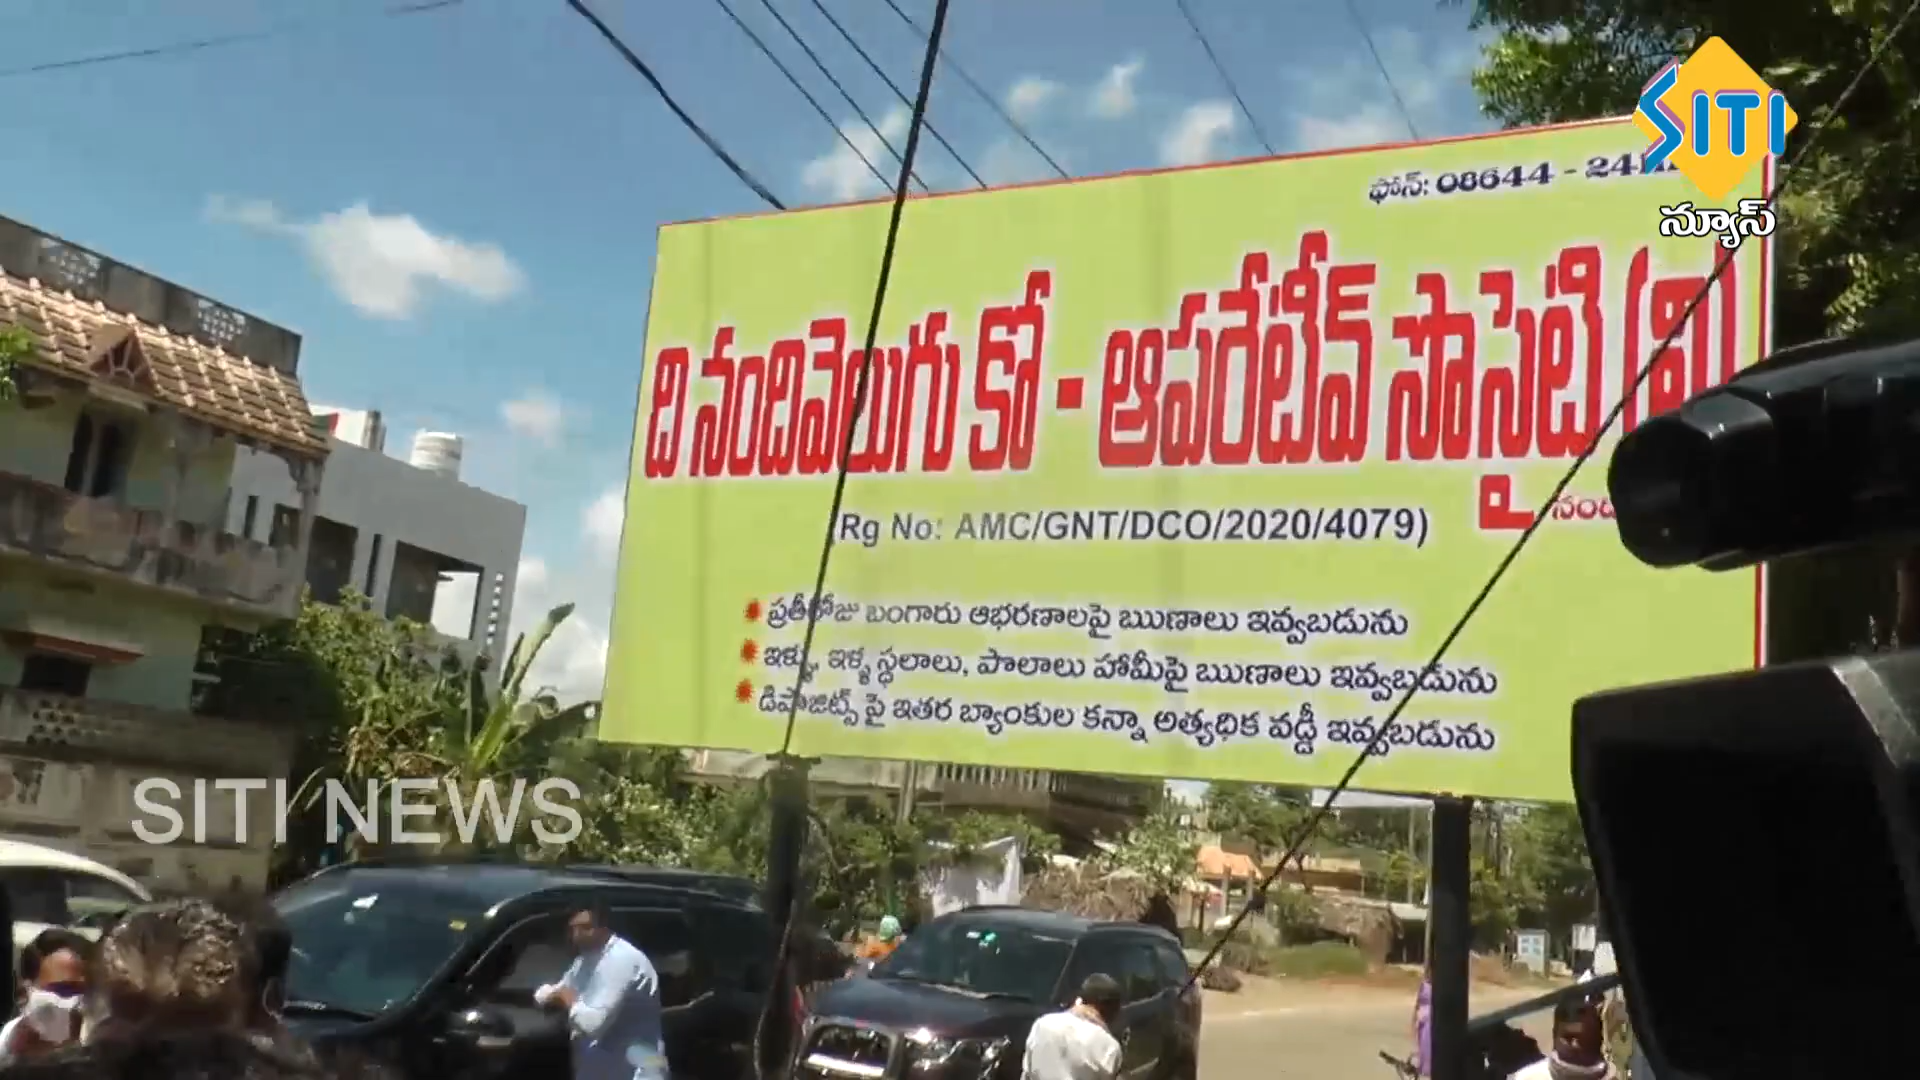 SITI
న్యూస్
ఫోన్: 08644 - 241
ది నందివెలుగు కో - ఆపరేటీవ్ సొసైటి (లి)
(Rg No: AMC/GNT/DCO/2020/4079)
ప్రతీరోజు బంగారు ఆభరణాలపై ఋణాలు ఇవ్వబడును
ఇళ్ళు, ఇళ్ళ స్థలాలు, పొలాలు హామీపై ఋణాలు ఇవ్వబడును
డిపాజిట్స్ పై ఇతర బ్యాంకుల కన్నా అత్యధిక వడ్డీ ఇవ్వబడును
SITI NEWS